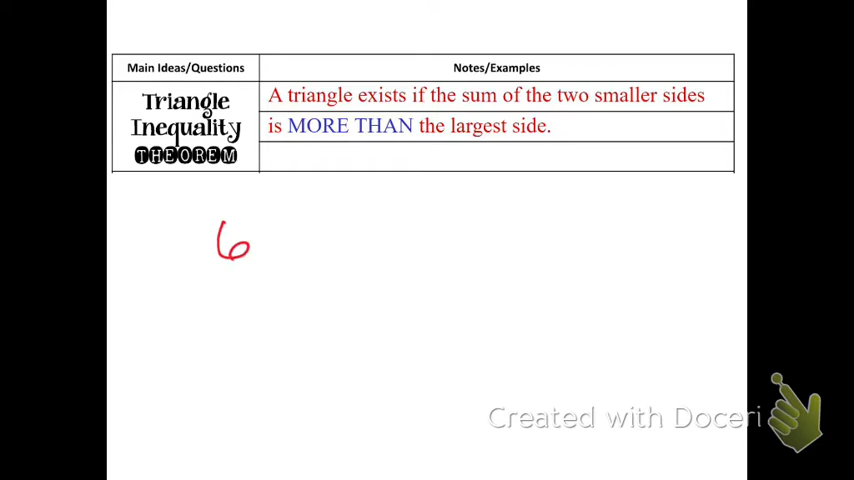 Main Ideas/Questions
Notes/Examples
Triangle
Inequality
THEOREM
A triangle exists if the sum of the two smaller sides
is MORE THAN the largest side.
6
Created with Doceri